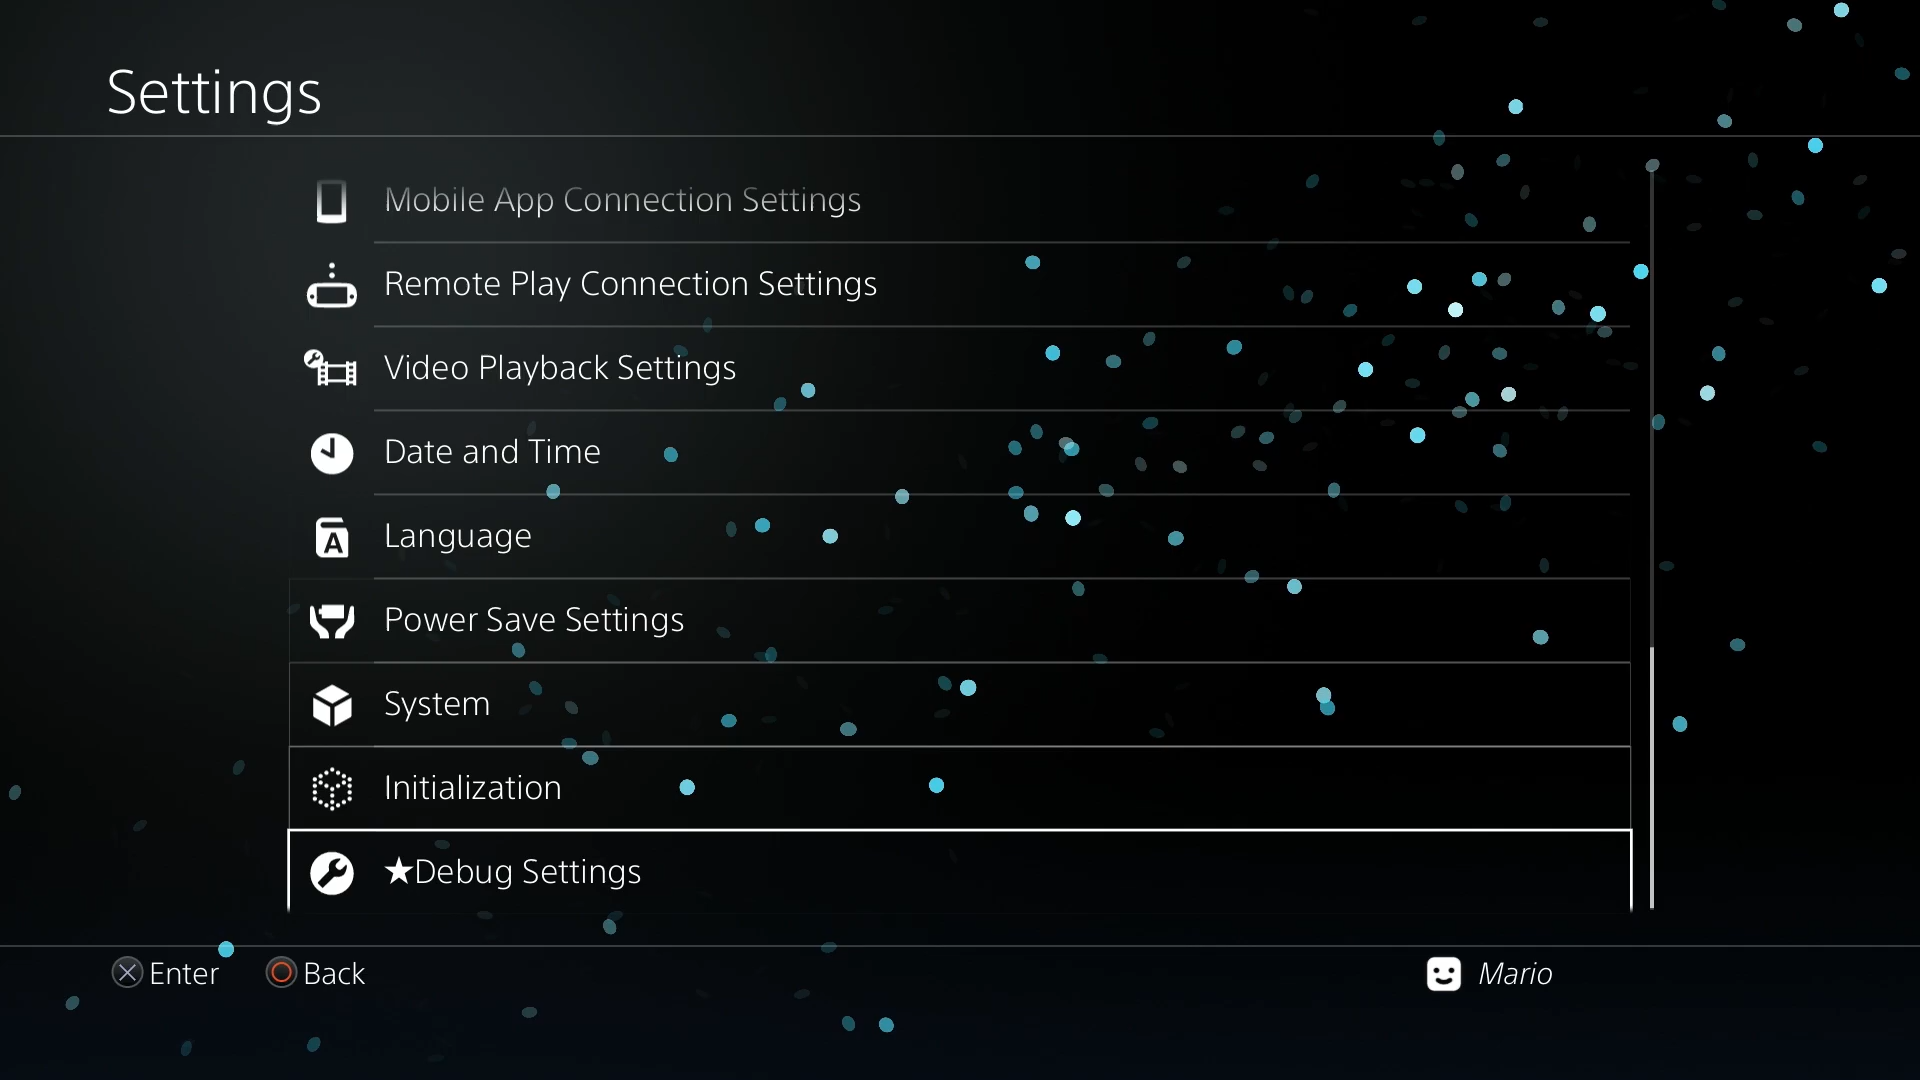 Settings
Mobile App Connection Settings
Remote Play Connection Settings
Video Playback Settings
Date and Time
Language
Power Save Settings
System
Initialization
★Debug Settings
Enter Back Mario